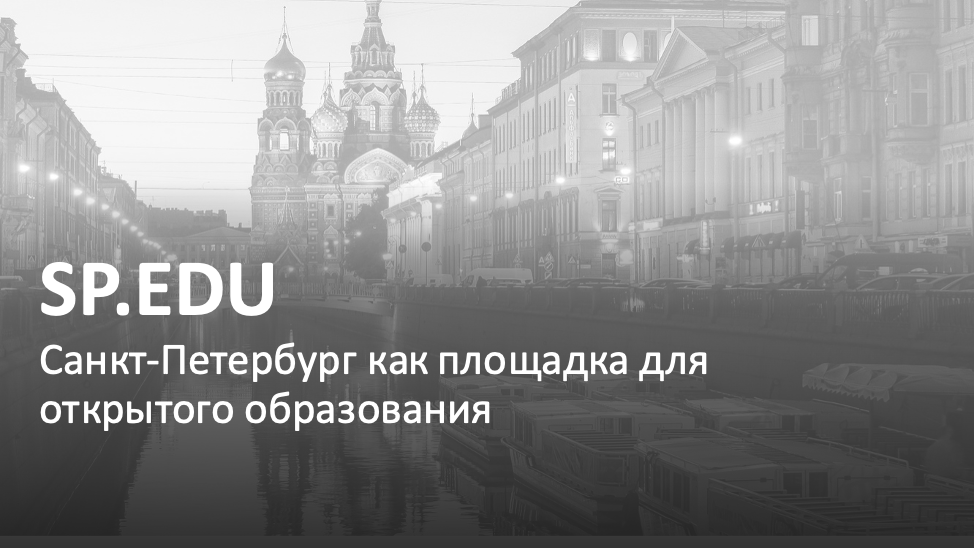 SP.EDU
Санкт-Петербург как площадка для
открытого образования